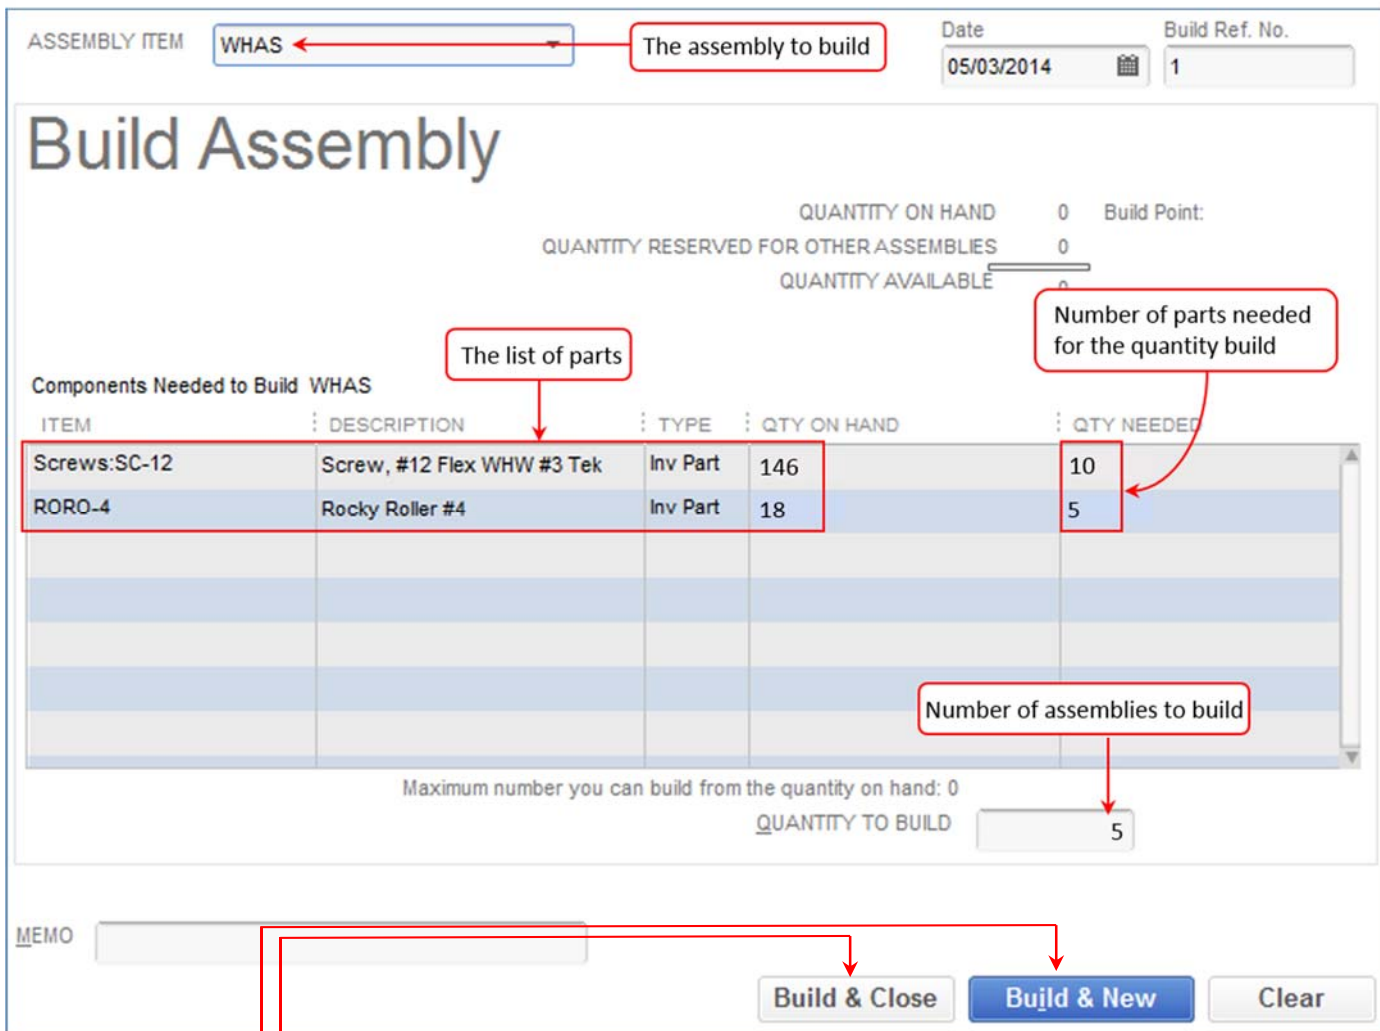 ASSEMBLY ITEM WHAS The assembly to build Date Build Ref. No.
05/03/2014 1
Build Assembly
QUANTITY ON HAND 0 Build Point:
QUANTITY RESERVED FOR OTHER ASSEMBLIES 0
QUANTITY AVAILABLE
Number of parts needed
for the quantity build
The list of parts
Components Needed to Build WHAS
ITEM DESCRIPTION TYPE QTY ON HAND QTY NEEDED
Screws:SC-12 Screw, #12 Flex WHW #3 Tek Inv Part 146 10
RORO-4 Rocky Roller #4 Inv Part 18 5
Number of assemblies to build
Maximum number you can build from the quantity on hand: 0
QUANTITY TO BUILD 5
MEMO
Build & Close Build & New Clear